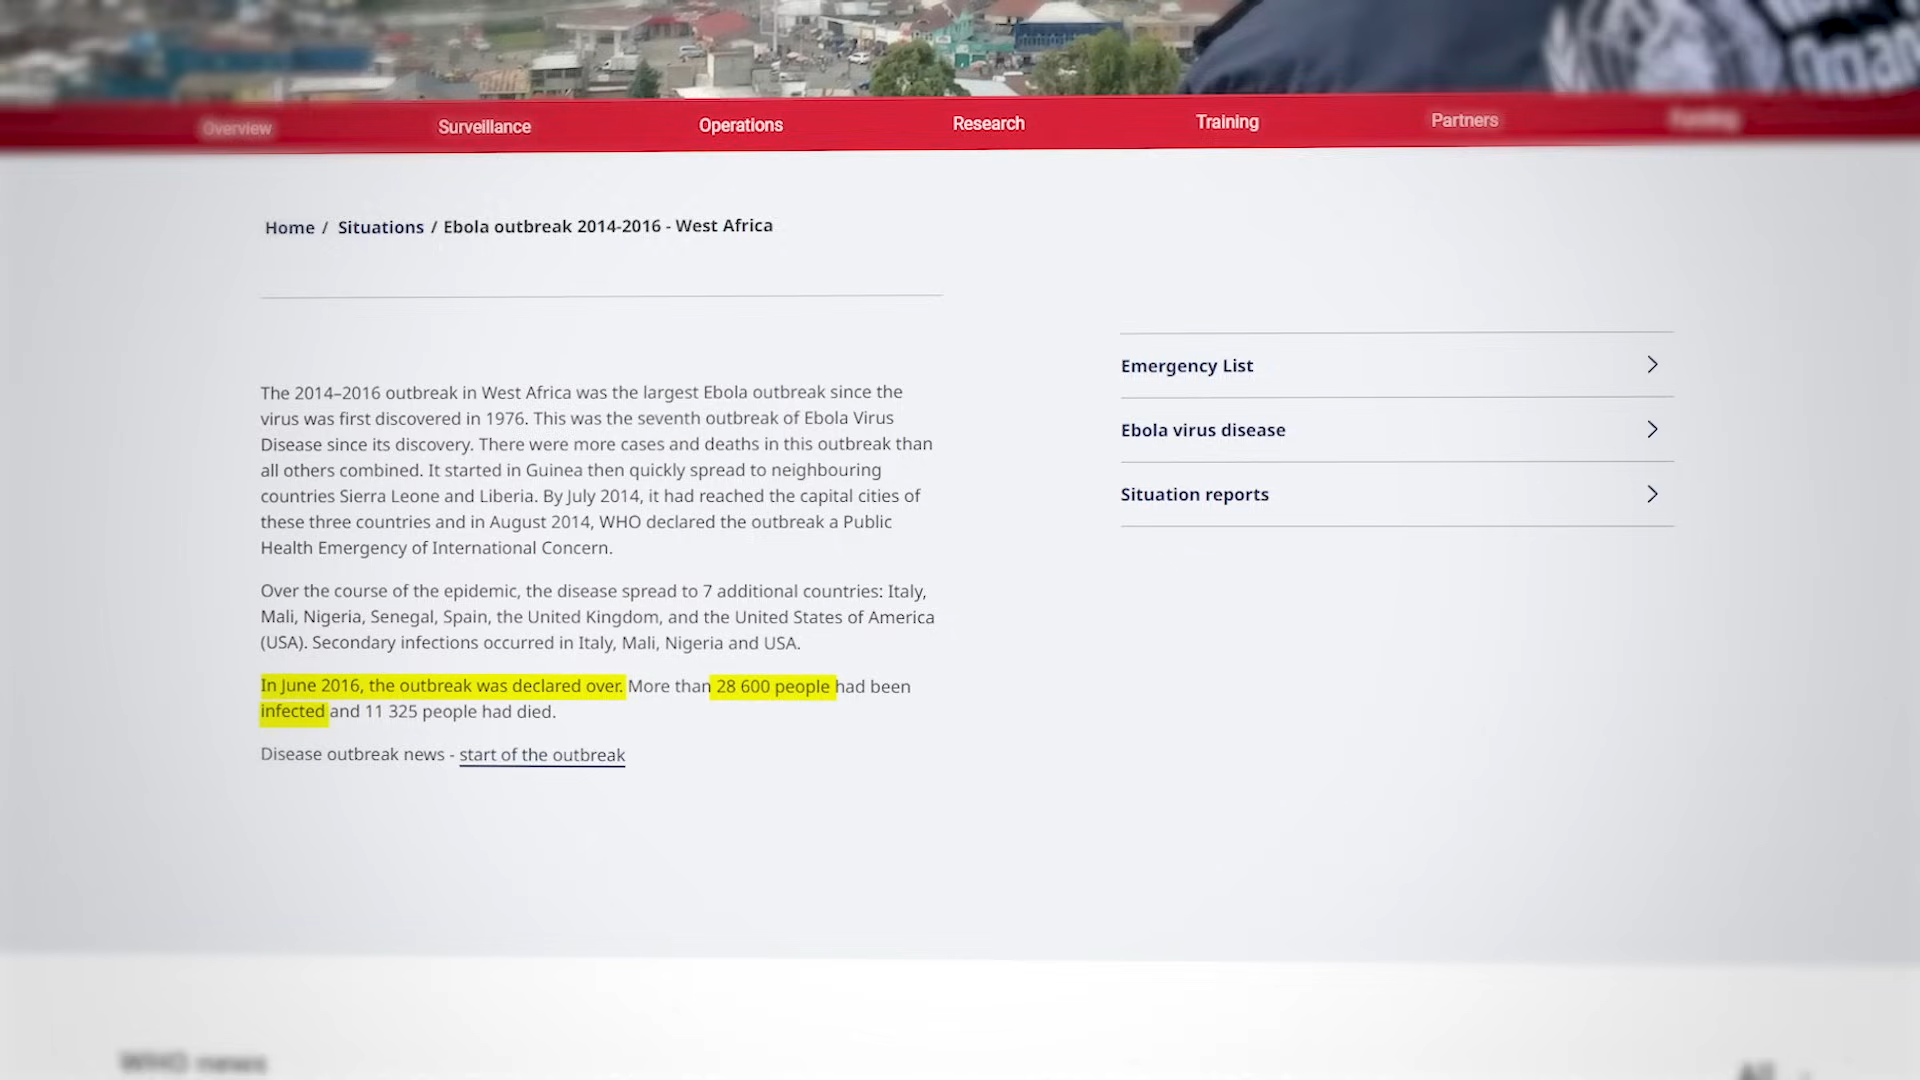 Overview
Surveillance
Operations
Research
Training
Partners
Funding
Home / Situations / Ebola outbreak 2014-2016 - West Africa
The 2014–2016 outbreak in West Africa was the largest Ebola outbreak since the
virus was first discovered in 1976. This was the seventh outbreak of Ebola Virus
Disease since its discovery. There were more cases and deaths in this outbreak than
all others combined. It started in Guinea then quickly spread to neighbouring
countries Sierra Leone and Liberia. By July 2014, it had reached the capital cities of
these three countries and in August 2014, WHO declared the outbreak a Public
Health Emergency of International Concern.
Over the course of the epidemic, the disease spread to 7 additional countries: Italy,
Mali, Nigeria, Senegal, Spain, the United Kingdom, and the United States of America
(USA). Secondary infections occurred in Italy, Mali, Nigeria and USA.
In June 2016, the outbreak was declared over. More than 28 600 people had been
infected and 11 325 people had died.
Disease outbreak news - start of the outbreak
Emergency List
Ebola virus disease
Situation reports
WHO news
All